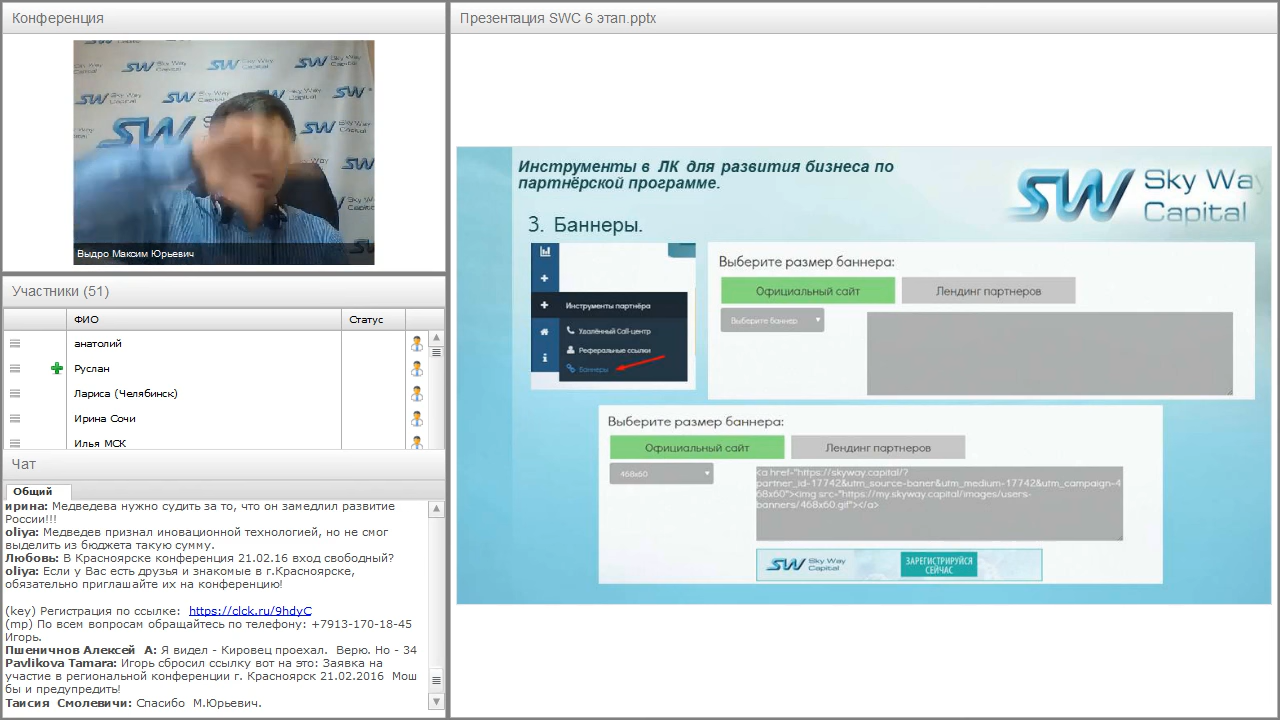 Конференция
Sky Way
Capital
Выдро Максим Юрьевич
Участники (51)
ФИО
Статус
анатолий
Руслан
Лариса (Челябинск)
Ирина Сочи
Илья МСК
Чат
Общий
ирина: Медведева нужно судить за то, что он замедлил развитие
России!!!
oliya: Медведев признал иновационной технологией, но не смог
выделить из бюджета такую сумму.
Любовь: В Красноярске конференция 21.02.16 вход свободный?
oliya: Если у Вас есть друзья и знакомые в г.Красноярске,
обязательно приглашайте их на конференцию!
(key) Регистрация по ссылке: https://clck.ru/9hdyC
(mp) По всем вопросам обращайтесь по телефону: +7913-170-18-45
Игорь.
Пшеничнов Алексей А: Я видел - Кировец проехал. Верю. Но - 34
Pavlikova Tamara: Игорь сбросил ссылку вот на это: Заявка на
участие в региональной конференции г. Красноярск 21.02.2016 Мош
бы и предупредить!
Таисия Смолевичи: Спасибо М.Юрьевич.
Презентация SWC 6 этап.pptx
Инструменты в ЛК для развития бизнеса по
партнёрской программе.
SW Sky Way
Capital
3. Баннеры.
Инструменты партнёра
Удалённый Call-центр
Реферальные ссылки
Баннеры
Выберите размер баннера:
Официальный сайт
Лендинг партнеров
Выберите баннер
Выберите размер баннера:
Официальный сайт
Лендинг партнеров
468x60
<a href="https://skyway.capital/?
partner_id=17742&utm_source=baner&utm_medium=17742&utm_campaign=4
68x60"><img src="https://my.skyway.capital/images/users-
banners/468x60.gif"></a>
SW Sky Way
Capital
ЗАРЕГИСТРИРУЙСЯ
СЕЙЧАС